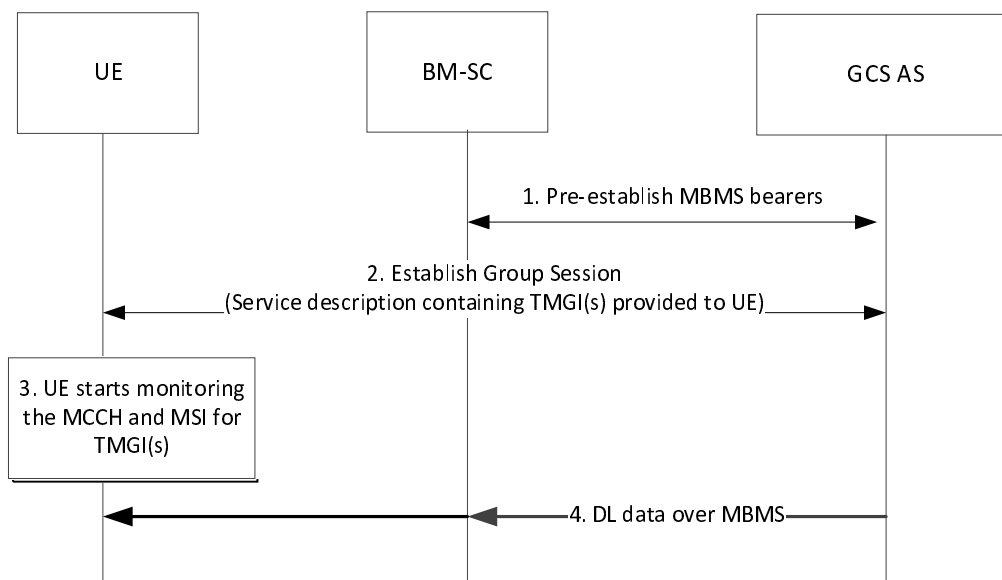 UE
BM-SC
GCS AS
1. Pre-establish MBMS bearers
2. Establish Group Session
(Service description containing TMGI(s) provided to UE)
3. UE starts monitoring
the MCCH and MSI for
TMGI(s)
4. DL data over MBMS